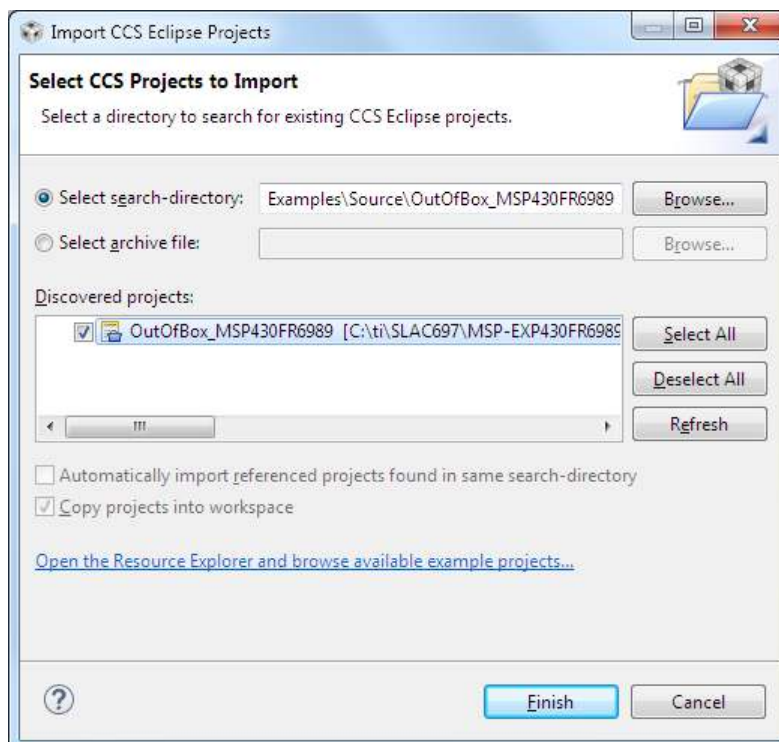 Import CCS Eclipse Projects
Select CCS Projects to Import
Select a directory to search for existing CCS Eclipse projects.
Select search-directory: Examples\Source\OutOfBox_MSP430FR6989 Browse...
Select archive file: Browse...
Discovered projects:
OutOfBox_MSP430FR6989 [C:\ti\SLAC697\MSP-EXP430FR6989 Select All
Deselect All
Refresh
Automatically import referenced projects found in same search-directory
Copy projects into workspace
Open the Resource Explorer and browse available example projects...
? Finish Cancel